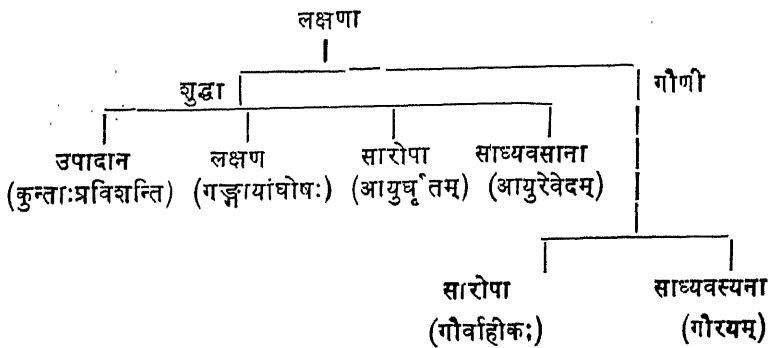 लक्षणा
शुद्धा गौणी
उपादान लक्षण सारोपा साध्यवसाना
(कुन्ताःप्रविशन्ति) (गङ्गायांघोषः) (आयुर्घृतम्) (आयुरेवेदम्)
सारोपा साध्यवस्यना
(गौर्वाहीक;) (गौरयम्)